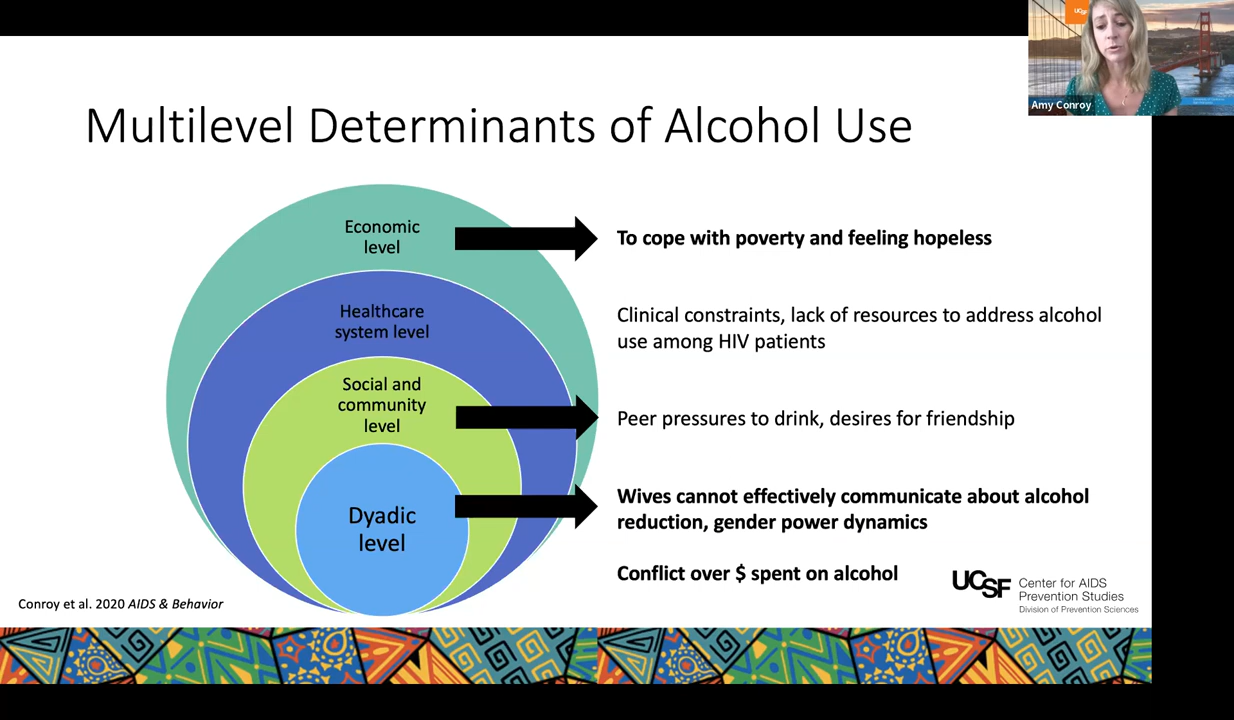 UCSF
Amy Conroy
Multilevel Determinants of Alcohol Use
Economic
level
To cope with poverty and feeling hopeless
Healthcare
system level
Clinical constraints, lack of resources to address alcohol
use among HIV patients
Social and
community
level
Peer pressures to drink, desires for friendship
Dyadic
level
Wives cannot effectively communicate about alcohol
reduction, gender power dynamics
Conflict over $ spent on alcohol
UCSF
Center for AIDS
Prevention Studies
Division of Prevention Sciences
Conroy et al. 2020 AIDS & Behavior